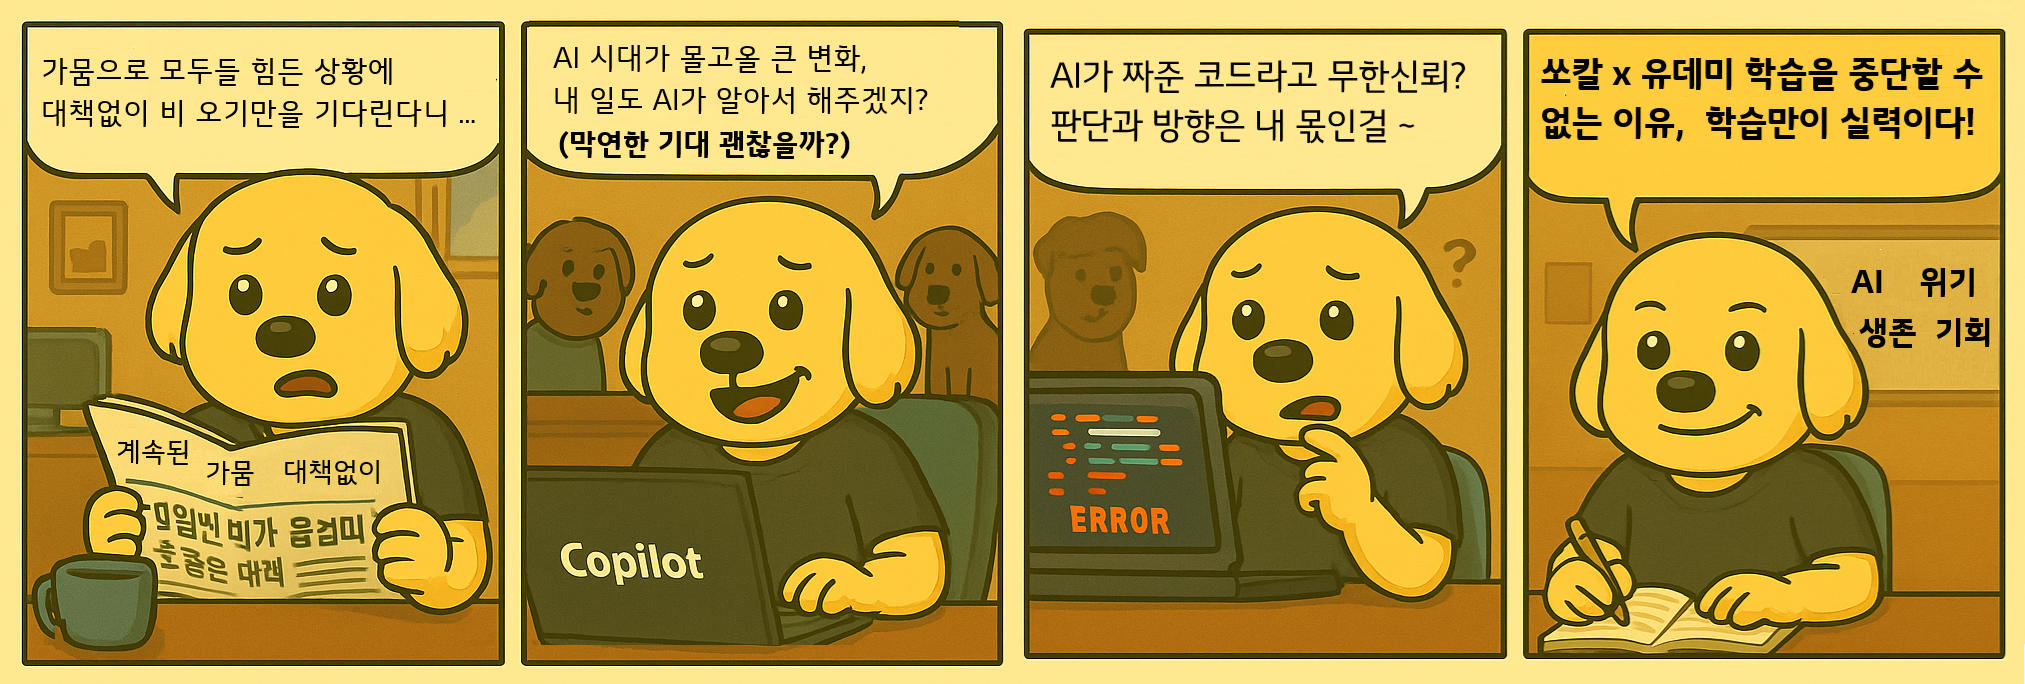 가뭄으로 모두들 힘든 상황에
대책없이 비 오기만을 기다린다니 ...
계속된
가뭄 대책없이
AI 시대가 몰고올 큰 변화,
내 일도 AI가 알아서 해주겠지?
(막연한 기대 괜찮을까?)
Copilot
AI가 짜준 코드라고 무한신뢰?
판단과 방향은 내 몫인걸 ~
?
ERROR
쏘칼 x 유데미 학습을 중단할 수
없는 이유, 학습만이 실력이다!
AI 위기
생존 기회